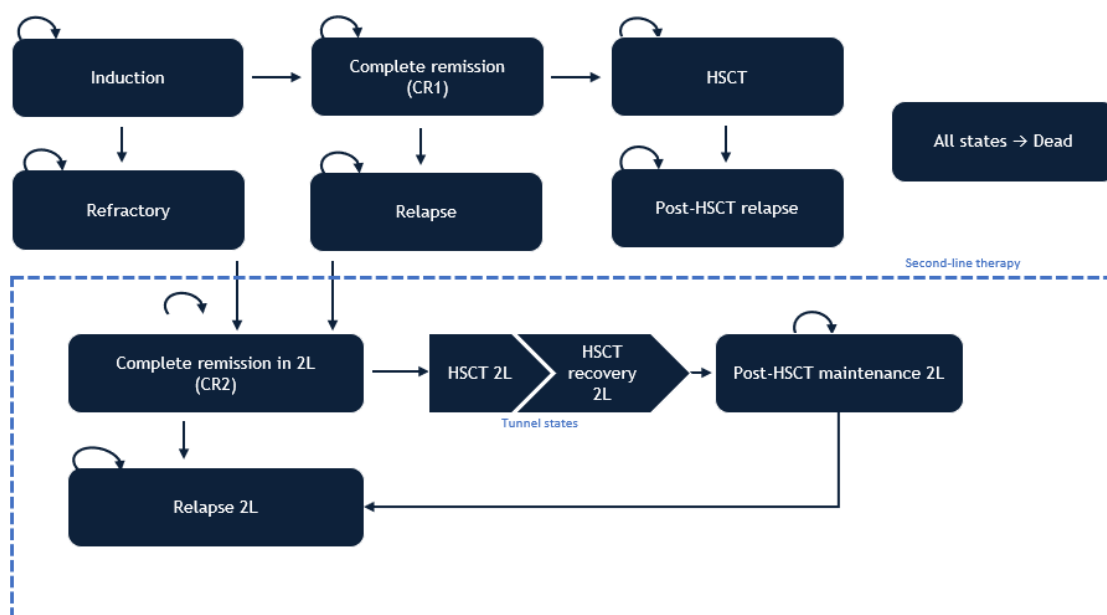 Induction
Complete remission
(CR1)
HSCT
All states → Dead
Refractory
Relapse
Post-HSCT relapse
Second-line therapy
Complete remission in 2L
(CR2)
HSCT 2L
HSCT
recovery
2L
Post-HSCT maintenance 2L
Tunnel states
Relapse 2L